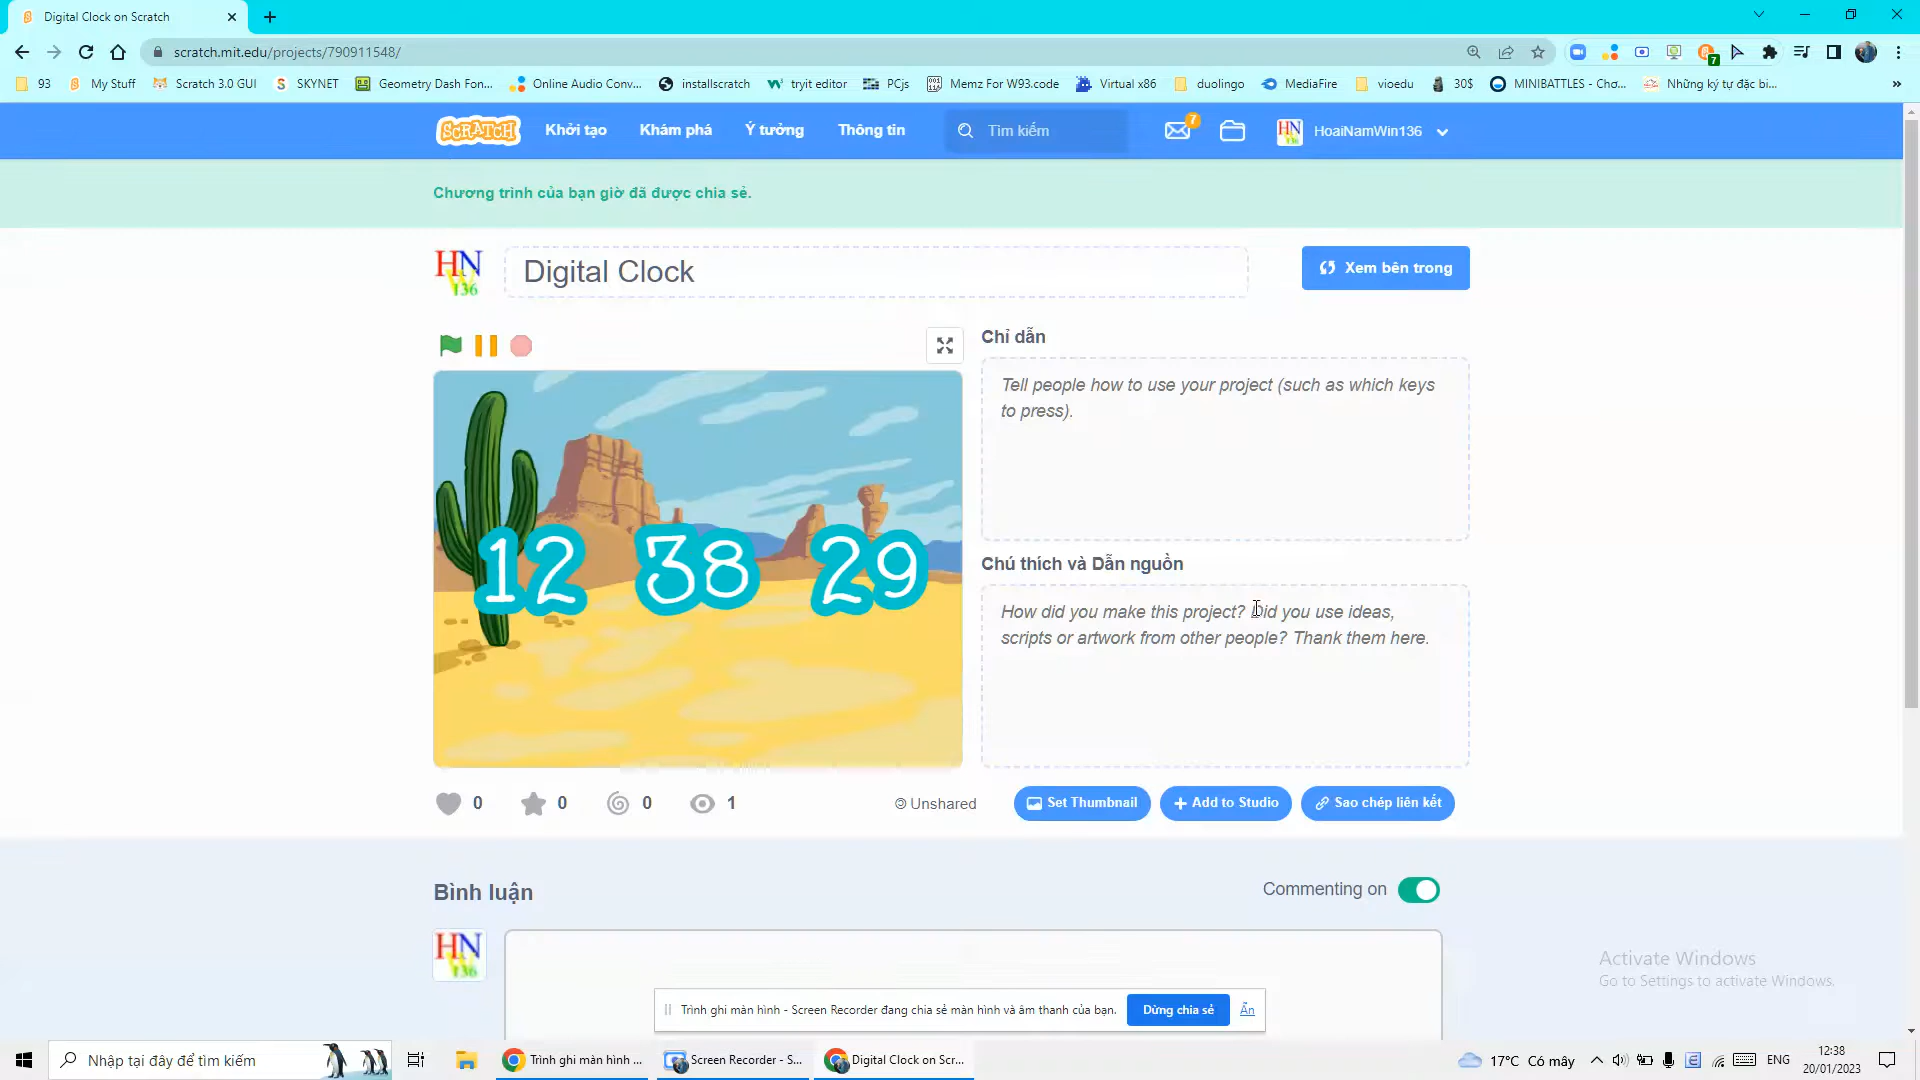 Digital Clock on Scratch
scratch.mit.edu/projects/790911548/
7
93
My Stuff
Scratch 3.0 GUI
SKYNET
Geometry Dash Fon...
Online Audio Conv...
installscratch
tryit editor
PCjs
Memz For W93.code
Virtual x86
duolingo
MediaFire
vioedu
30$
MINIBATTLES - Chơ...
Những ký tự đặc bi...
SCRATCH
Khởi tạo
Khám phá
Ý tưởng
Thông tin
Tìm kiếm
7
HN
136
HoaiNamWin136
Chương trình của bạn giờ đã được chia sẻ.
HN
W
136
Digital Clock
Xem bên trong
Chỉ dẫn
Tell people how to use your project (such as which keys
to press).
12 38 29
Chú thích và Dẫn nguồn
How did you make this project? Did you use ideas,
scripts or artwork from other people? Thank them here.
0
0
0
1
Unshared
Set Thumbnail
Add to Studio
Sao chép liên kết
Bình luận
Commenting on
HN
W
136
Activate Windows
Go to Settings to activate Windows.
Trình ghi màn hình - Screen Recorder đang chia sẻ màn hình và âm thanh của bạn.
Dừng chia sẻ
Ẩn
Nhập tại đây để tìm kiếm
Trình ghi màn hình ...
Screen Recorder - S...
Digital Clock on Scr...
17°C Có mây
ENG
12:38
20/01/2023